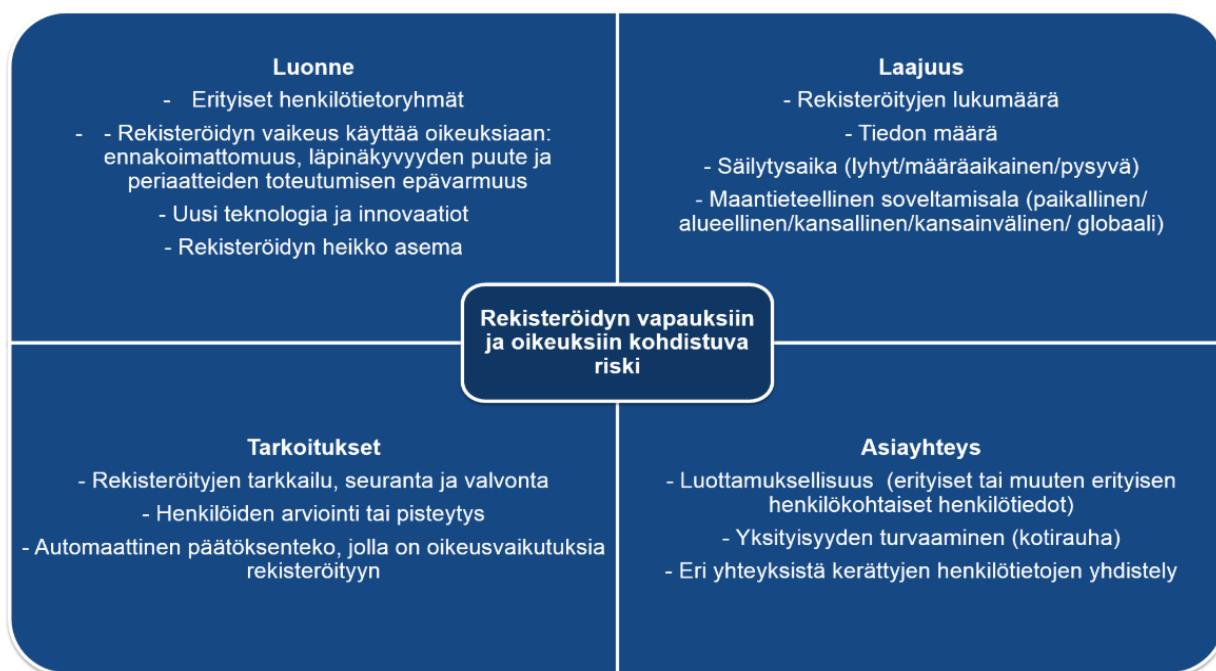 Luonne
- Erityiset henkilötietoryhmät
- - Rekisteröidyn vaikeus käyttää oikeuksiaan:
ennakoimattomuus, läpinäkyvyyden puute ja
periaatteiden toteutumisen epävarmuus
- Uusi teknologia ja innovaatiot
- Rekisteröidyn heikko asema
Laajuus
- Rekisteröityjen lukumäärä
- Tiedon määrä
- Säilytysaika (lyhyt/määräaikainen/pysyvä)
- Maantieteellinen soveltamisala (paikallinen/
alueellinen/kansallinen/kansainvälinen/ globaali)
Rekisteröidyn vapauksiin
ja oikeuksiin kohdistuva
riski
Tarkoitukset
- Rekisteröityjen tarkkailu, seuranta ja valvonta
- Henkilöiden arviointi tai pisteytys
- Automaattinen päätöksenteko, jolla on oikeusvaikutuksia
rekisteröityyn
Asiayhteys
- Luottamuksellisuus (erityiset tai muuten erityisen
henkilökohtaiset henkilötiedot)
- Yksityisyyden turvaaminen (kotirauha)
- Eri yhteyksistä kerättyjen henkilötietojen yhdistely